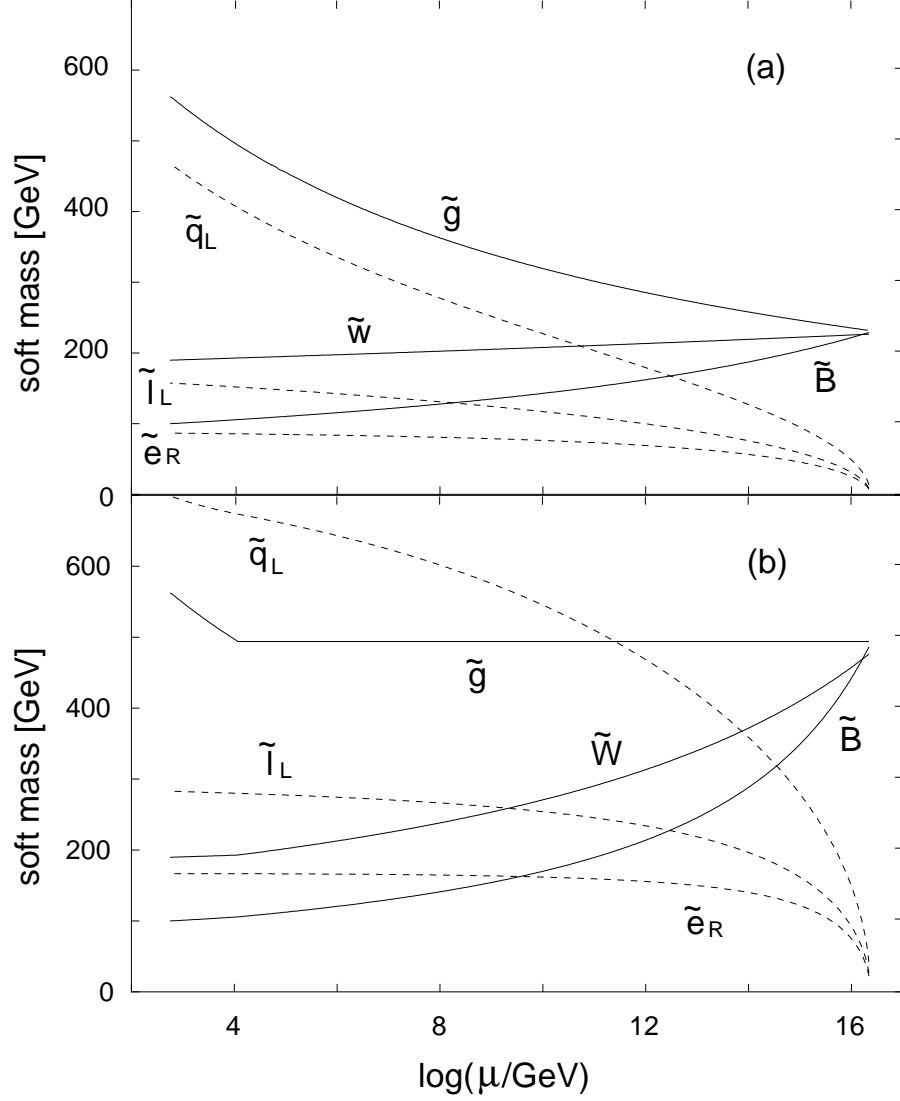 600
(a)
soft mass [GeV]
g̃
400
q̃L
w̃
200
l̃L
B̃
ẽR
0
q̃L
(b)
600
soft mass [GeV]
g̃
400
W̃
B̃
l̃L
200
ẽR
0
4 8 12 16
log(μ/GeV)